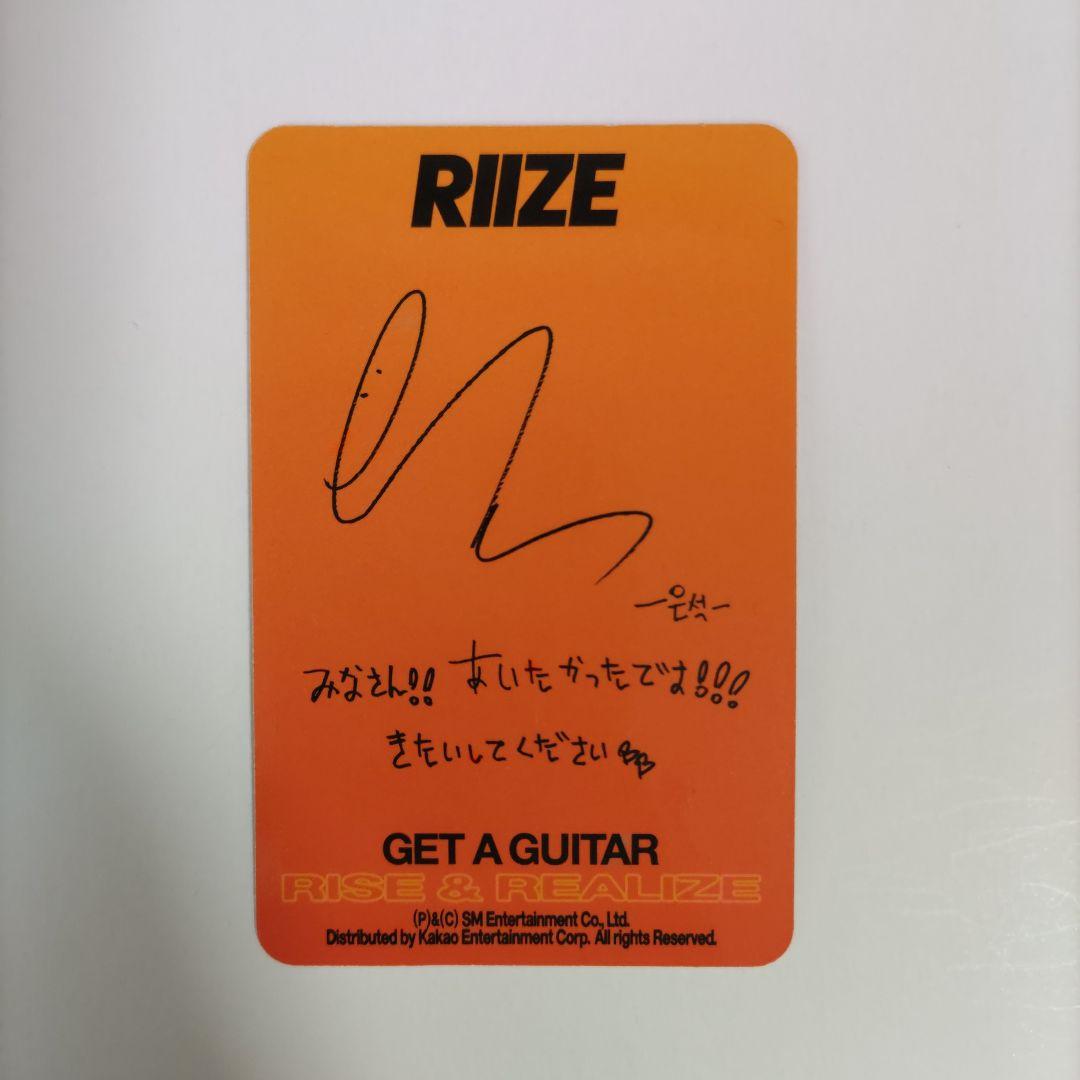 RIIZE
-은석-
みなさん!! あいたかったです!!!
きたいしてください
GET A GUITAR
RISE & REALIZE
(P)&(C) SM Entertainment Co., Ltd.
Distributed by Kakao Entertainment Corp. All rights Reserved.